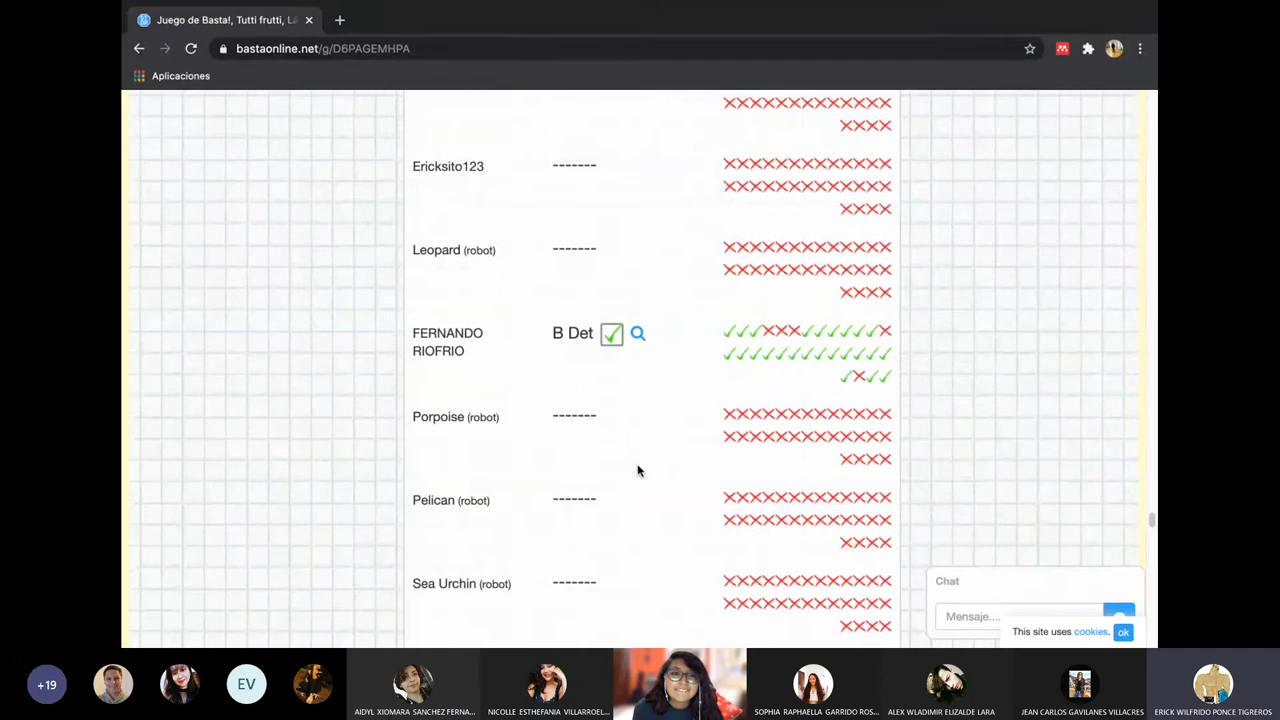 Juego de Basta!, Tutti frutti, Lá
bastaonline.net/g/D6PAGEMHPA
Aplicaciones
Ericksito123 -------
Leopard (robot) -------
FERNANDO RIOFRIO B Det
Porpoise (robot) -------
Pelican (robot) -------
Sea Urchin (robot) -------
Chat
Mensaje....
This site uses cookies. ok
+19
EV
AIDYL XIOMARA SANCHEZ FERNA...
NICOLLE ESTHEFANIA VILLARROEL...
SOPHIA RAPHAELLA GARRIDO ROS...
ALEX WLADIMIR ELIZALDE LARA
JEAN CARLOS GAVILANES VILLACRES
ERICK WILFRIDO PONCE TIGREROS